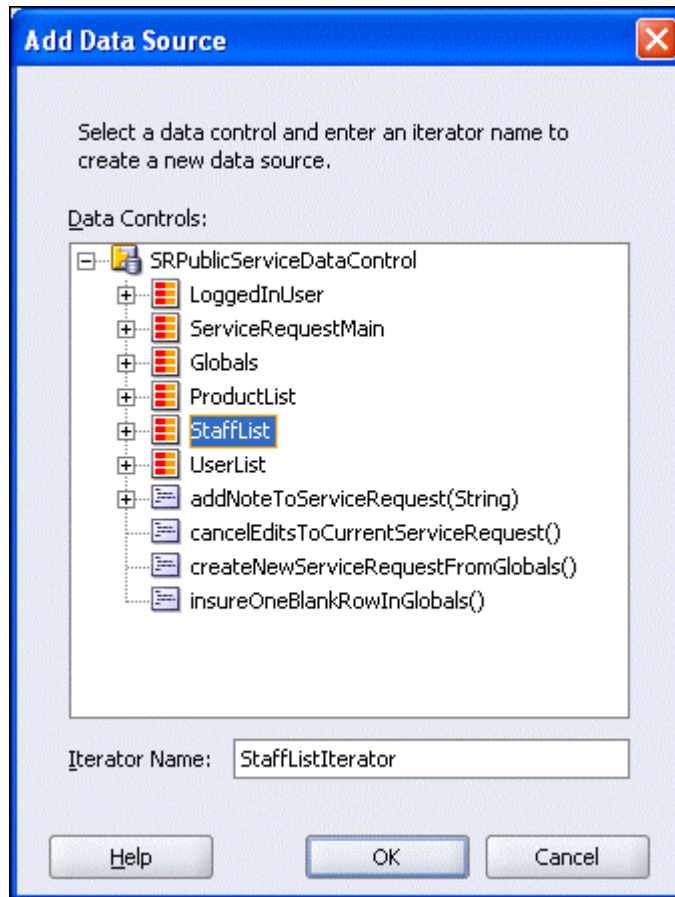 Add Data Source
Select a data control and enter an iterator name to
create a new data source.
Data Controls:
SRPublicServiceDataControl
LoggedInUser
ServiceRequestMain
Globals
ProductList
StaffList
UserList
addNoteToServiceRequest(String)
cancelEditsToCurrentServiceRequest()
createNewServiceRequestFromGlobals()
insureOneBlankRowInGlobals()
Iterator Name: StaffListIterator
Help OK Cancel